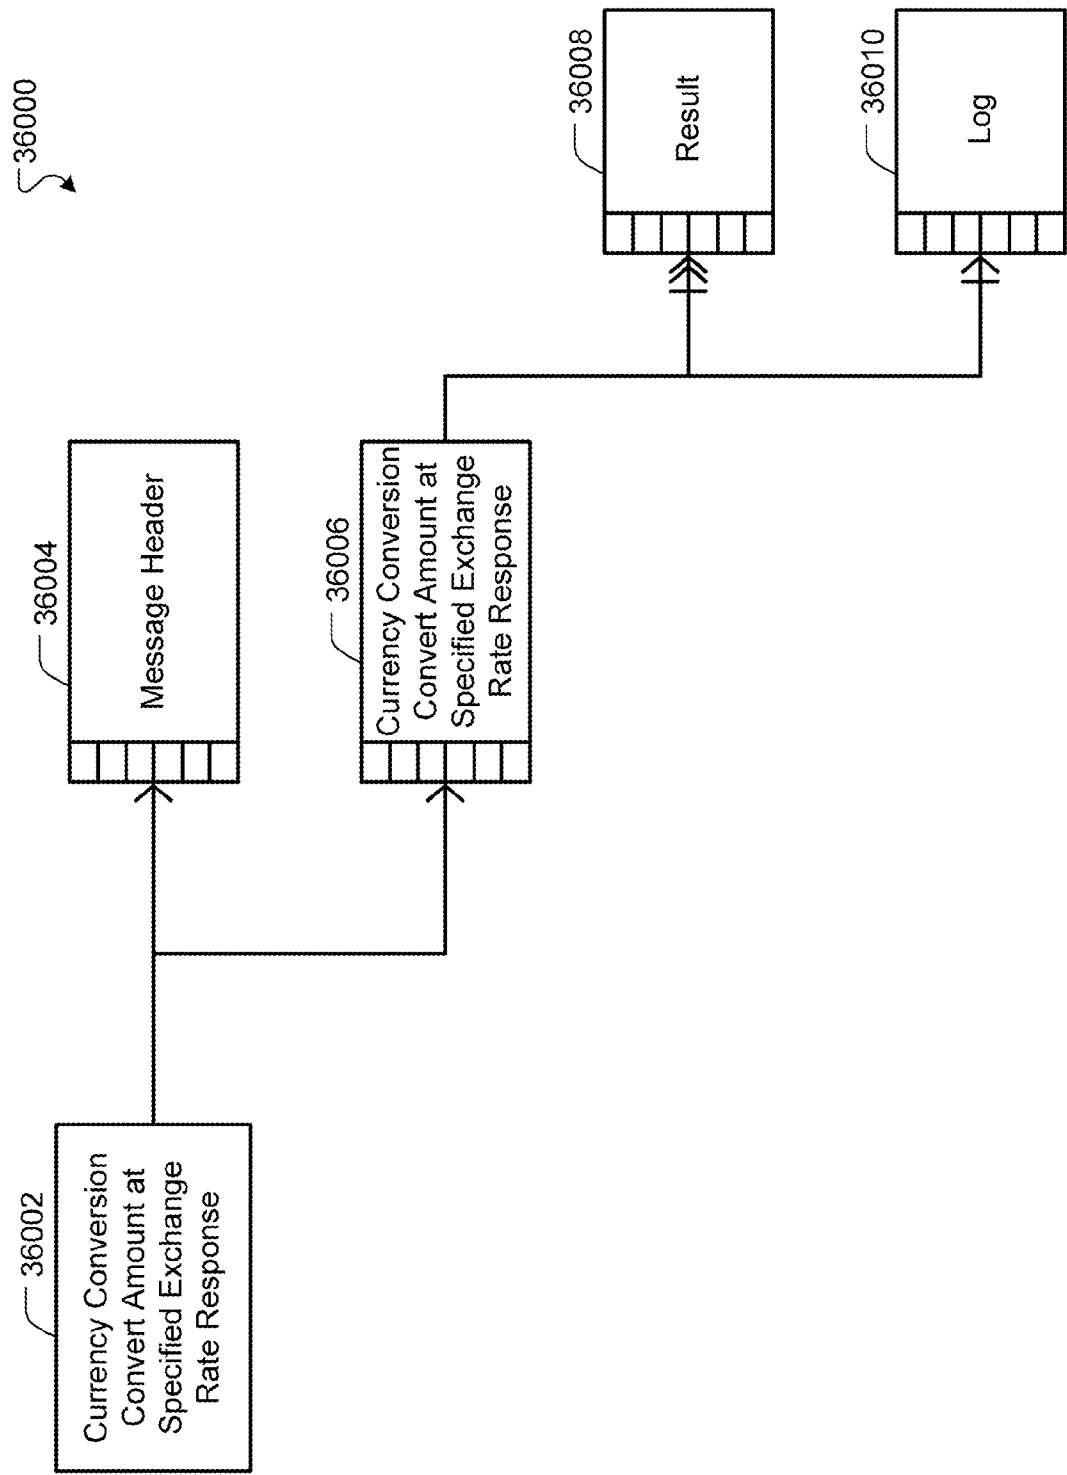 36000
36002
Currency Conversion
Convert Amount at
Specified Exchange
Rate Response
36004
Message Header
36006
Currency Conversion
Convert Amount at
Specified Exchange
Rate Response
36008
Result
36010
Log